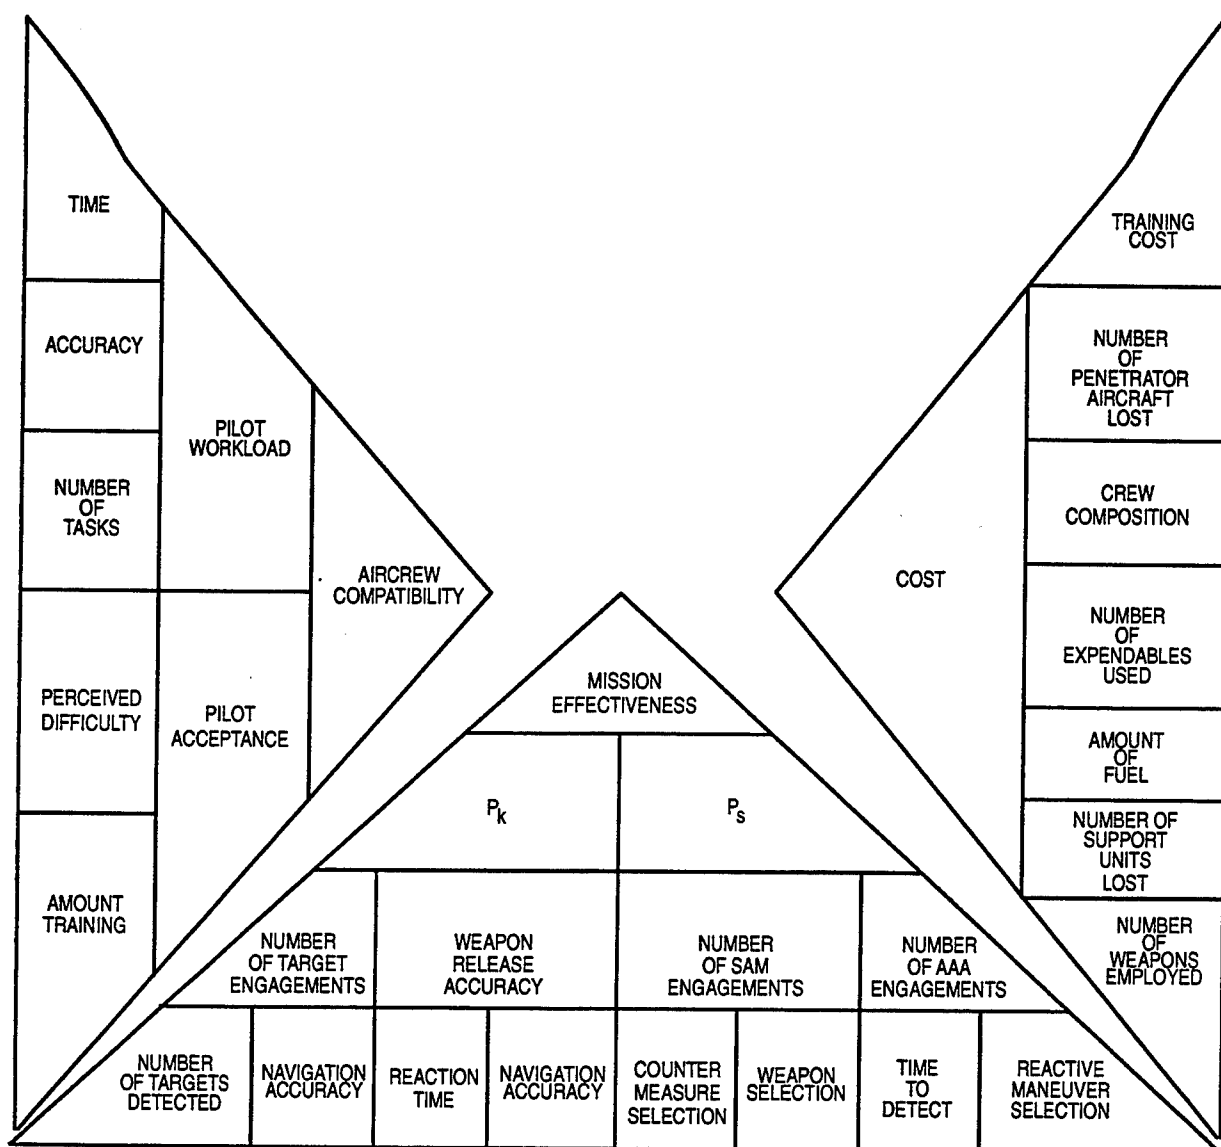 TIME
ACCURACY
NUMBER
OF
TASKS
PERCEIVED
DIFFICULTY
AMOUNT
TRAINING
PILOT
WORKLOAD
PILOT
ACCEPTANCE
AIRCREW
COMPATIBILITY
MISSION
EFFECTIVENESS
Pk
Ps
NUMBER
OF TARGET
ENGAGEMENTS
WEAPON
RELEASE
ACCURACY
NUMBER
OF SAM
ENGAGEMENTS
NUMBER
OF AAA
ENGAGEMENTS
NUMBER
OF TARGETS
DETECTED
NAVIGATION
ACCURACY
REACTION
TIME
NAVIGATION
ACCURACY
COUNTER
MEASURE
SELECTION
WEAPON
SELECTION
TIME
TO
DETECT
REACTIVE
MANEUVER
SELECTION
COST
TRAINING
COST
NUMBER
OF
PENETRATOR
AIRCRAFT
LOST
CREW
COMPOSITION
NUMBER
OF
EXPENDABLES
USED
AMOUNT
OF
FUEL
NUMBER OF
SUPPORT
UNITS
LOST
NUMBER
OF
WEAPONS
EMPLOYED